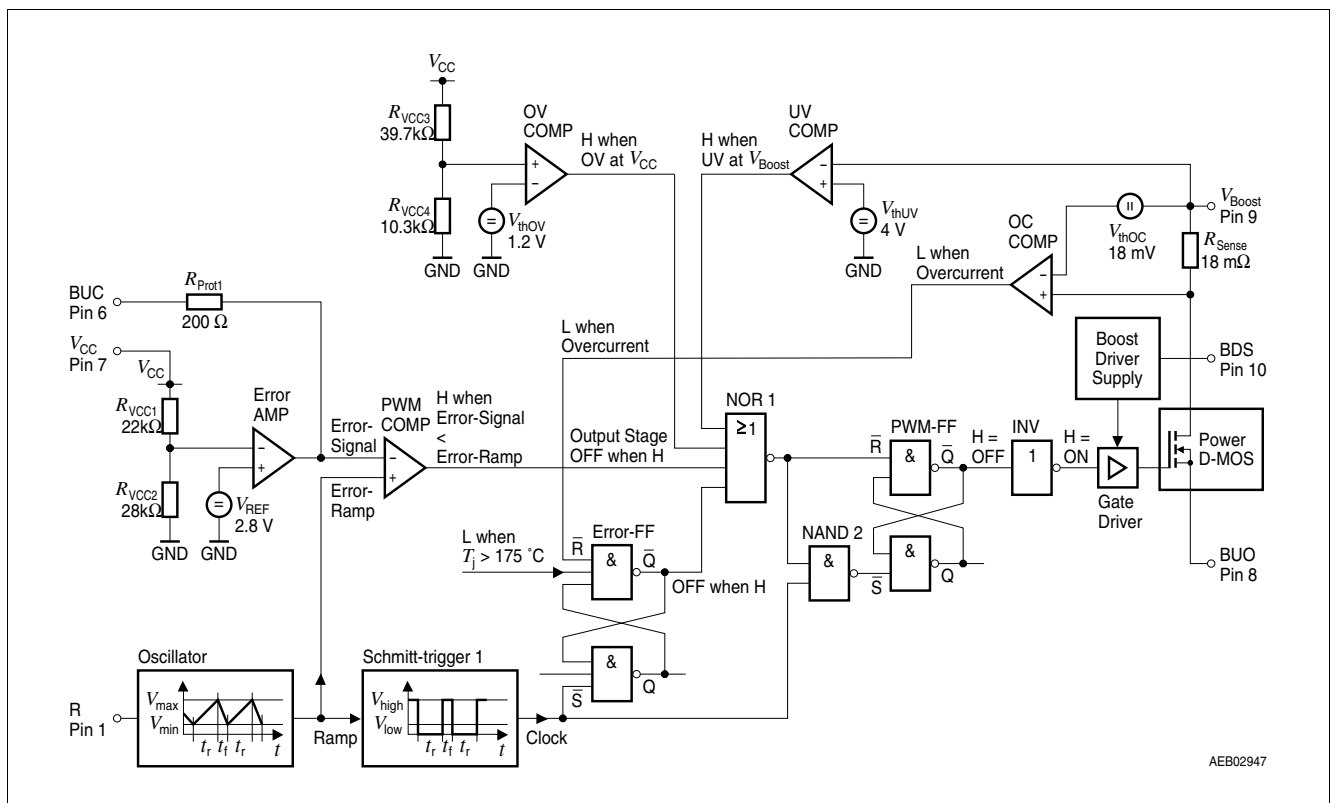 V_CC
R_VCC3
39.7kΩ
OV
COMP
H when
OV at V_CC
+
−
R_VCC4
10.3kΩ
=
V_thOV
1.2 V
GND
GND
UV
COMP
H when
UV at V_Boost
−
+
=
V_thUV
4 V
GND
V_Boost
Pin 9
=
V_thOC
18 mV
R_Sense
18 mΩ
OC
COMP
L when
Overcurrent
−
+
BUC
Pin 6
R_Prot1
200 Ω
V_CC
Pin 7
V_CC
R_VCC1
22kΩ
Error
AMP
−
+
R_VCC2
28kΩ
=
V_REF
2.8 V
GND
GND
Error-
Signal
Error-
Ramp
PWM
COMP
−
+
H when
Error-Signal
<
Error-Ramp
L when
Overcurrent
Output Stage
OFF when H
NOR 1
≥1
L when
T_j > 175 ˚C
Error-FF
R̅
&
Q̅
OFF when H
&
S̅
Q
NAND 2
&
PWM-FF
R̅
&
Q̅
S̅
&
Q
H =
OFF
INV
1
H =
ON
Gate
Driver
Boost
Driver
Supply
BDS
Pin 10
Power
D-MOS
BUO
Pin 8
R
Pin 1
Oscillator
V_max
V_min
t_r t_f t_r t
Ramp
Schmitt-trigger 1
V_high
V_low
t_r t_f t_r t
Clock
AEB02947